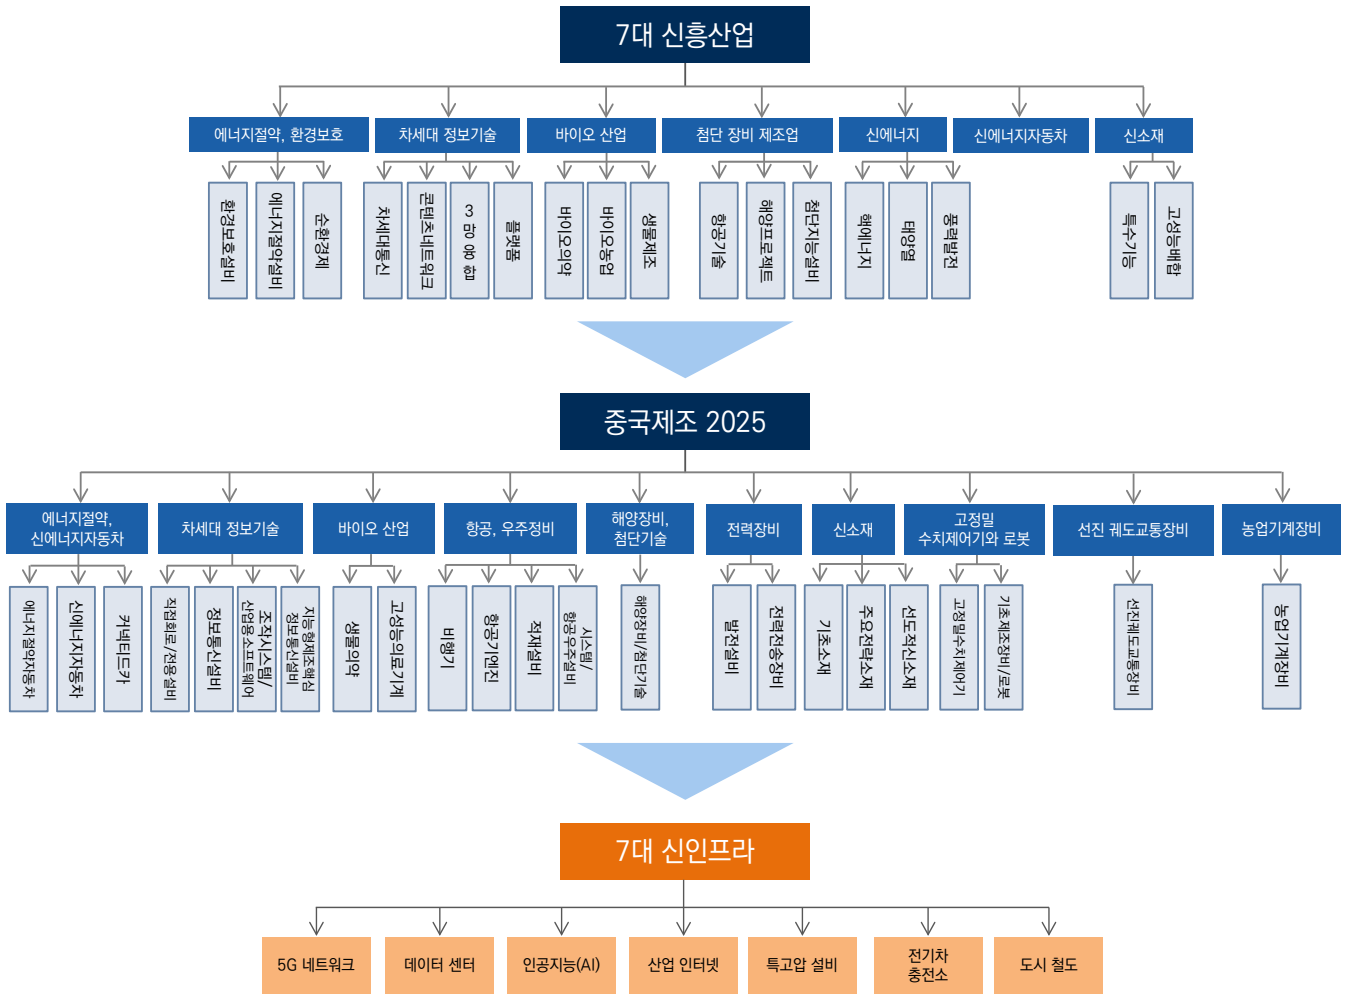 7대 신흥산업
에너지절약, 환경보호
차세대 정보기술
바이오 산업
첨단 장비 제조업
신에너지
신에너지자동차
신소재
환경보호설비
에너지절약설비
순환경제
차세대통신
콘텐츠네트워크
3망융합
플랫폼
바이오의약
바이오농업
생물제조
항공기술
해양프로젝트
첨단지능설비
핵에너지
태양열
풍력발전
특수기능
고성능배합
중국제조 2025
에너지절약,
신에너지자동차
차세대 정보기술
바이오 산업
항공, 우주정비
해양장비,
첨단기술
전력장비
신소재
고정밀
수치제어기와 로봇
선진 궤도교통장비
농업기계장비
에너지절약자동차
신에너지자동차
커넥티드카
직접회로/전용설비
정보통신설비
조작시스템/
산업용소프트웨어
지능형제조핵심
정보통신설비
생물의약
고성능의료기계
비행기
항공기엔진
적재설비
시스템/
항공우주설비
해양장비/첨단기술
발전설비
전력전송장비
기초소재
주요전략소재
선도적신소재
고정밀수치제어기
기초제조장비/로봇
선진궤도교통장비
농업기계장비
7대 신인프라
5G 네트워크
데이터 센터
인공지능(AI)
산업 인터넷
특고압 설비
전기차
충전소
도시 철도